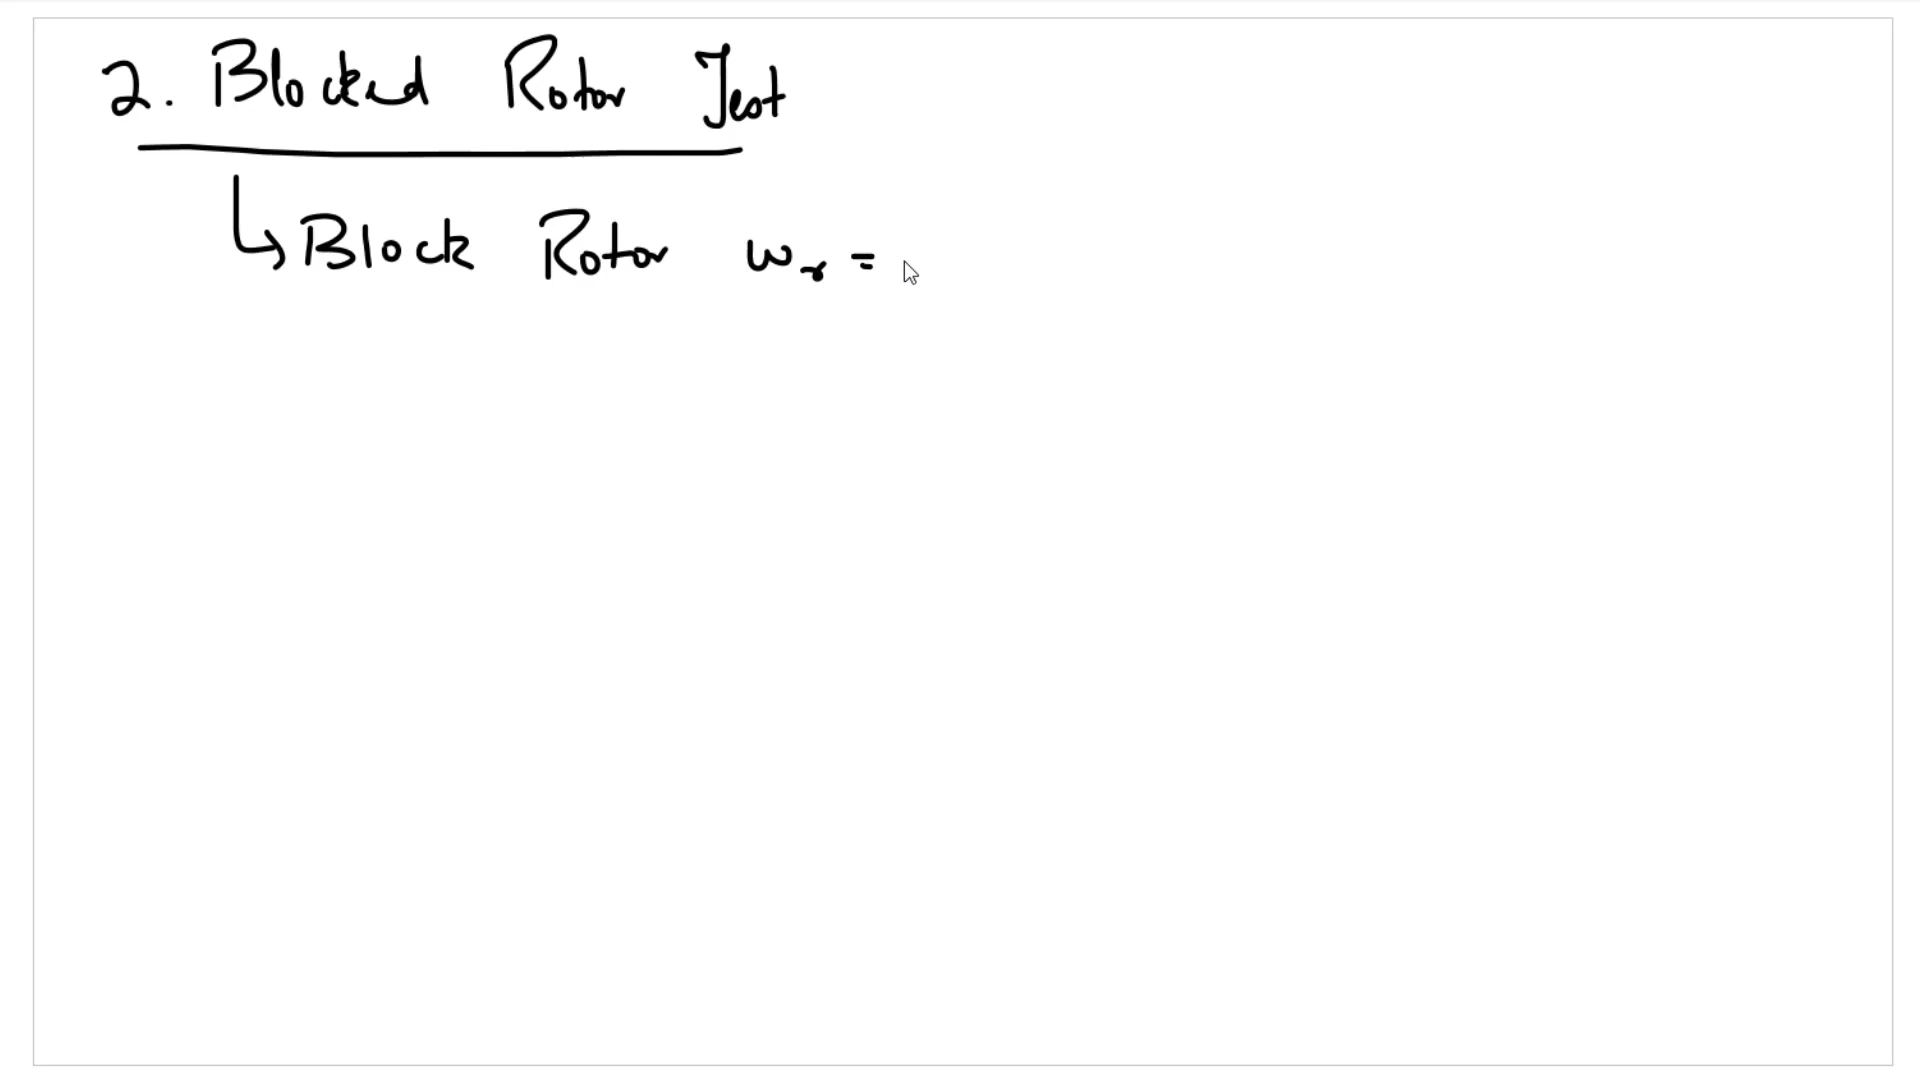 2. Blocked Rotor Test
↳ Block Rotor ωr =